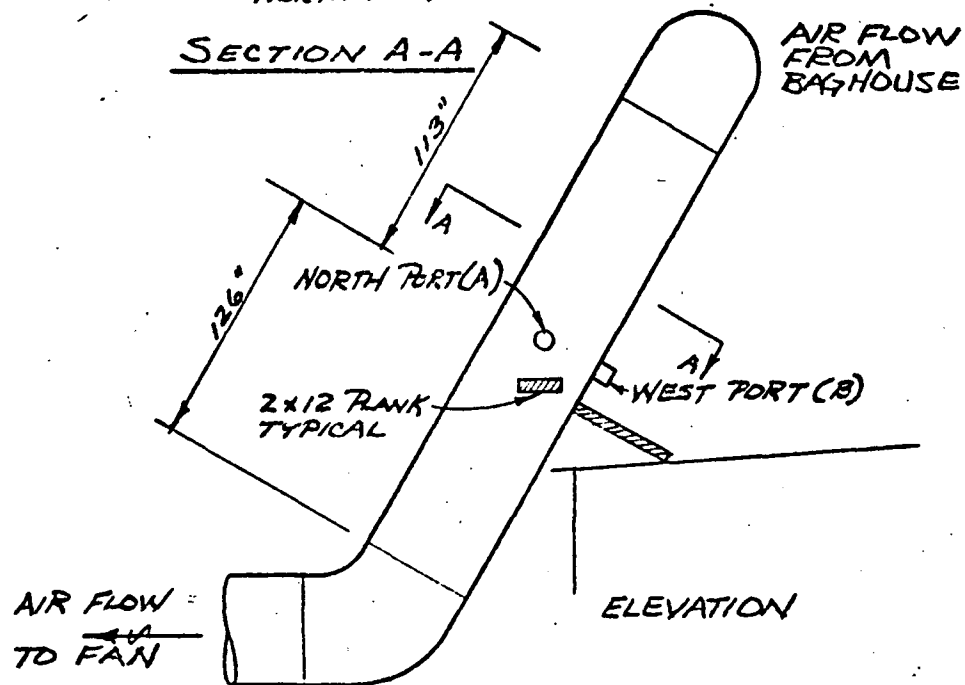 SECTION A-A
AIR FLOW
FROM
BAGHOUSE
113"
A
126"
NORTH PORT(A)
A
WEST PORT (B)
2x12 PLANK
TYPICAL
AIR FLOW
TO FAN
ELEVATION